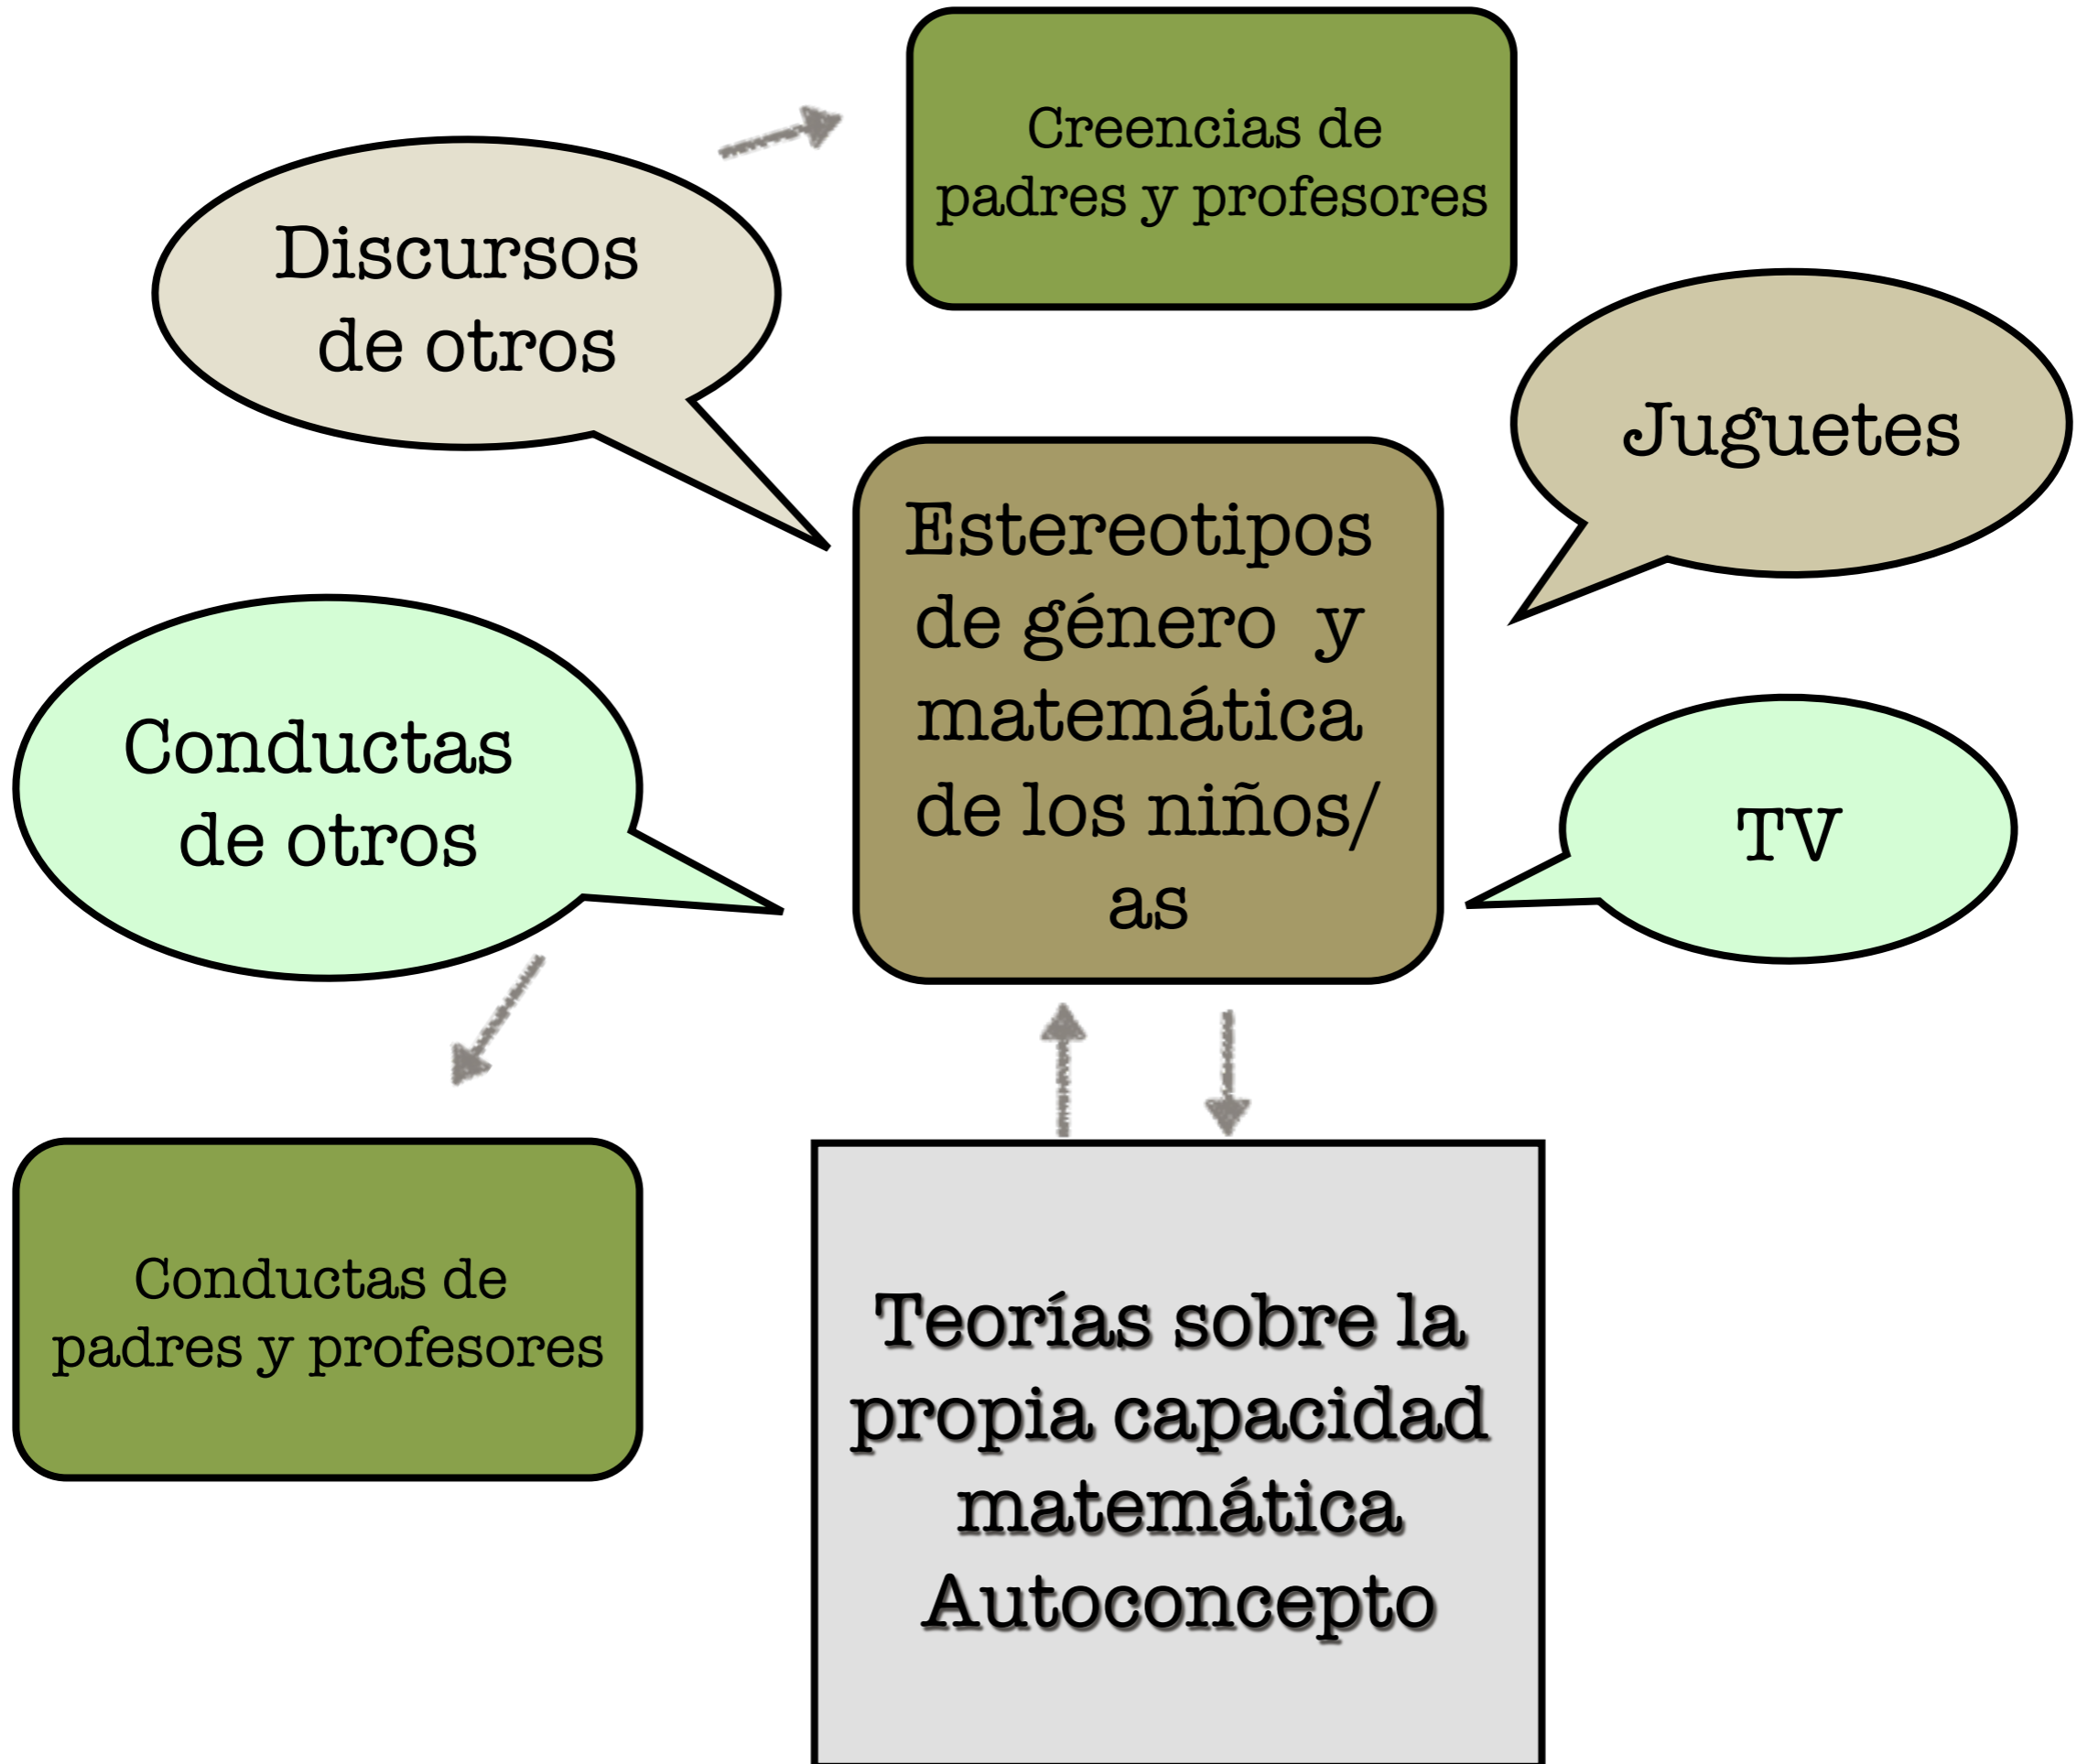 Creencias de
padres y profesores
Discursos
de otros
Juguetes
Estereotipos
de género y
matemática
de los niños/
as
Conductas
de otros
TV
Conductas de
padres y profesores
Teorías sobre la
propia capacidad
matemática
Autoconcepto